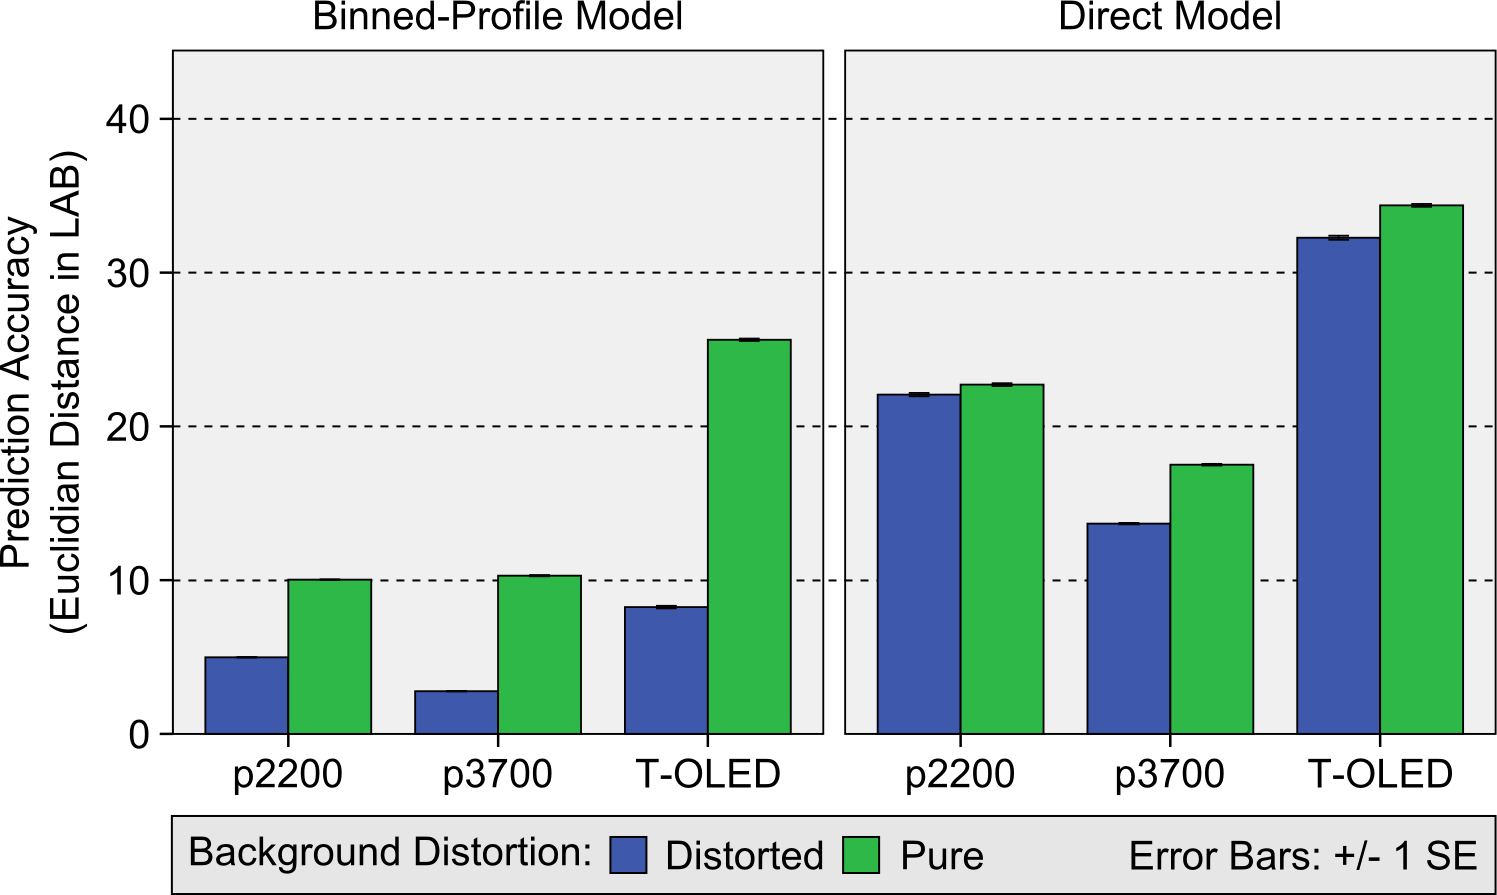 Binned-Profile Model
Direct Model
Prediction Accuracy
(Euclidian Distance in LAB)
40
30
20
10
0
p2200 p3700 T-OLED
p2200 p3700 T-OLED
Background Distortion: Distorted Pure Error Bars: +/- 1 SE